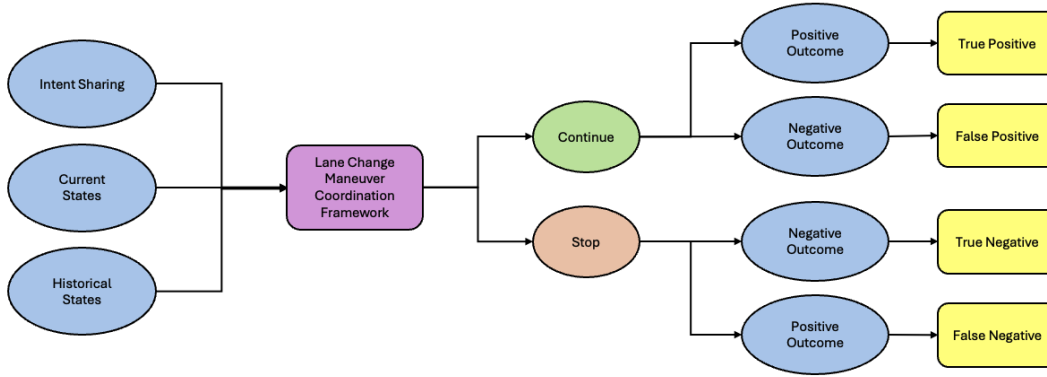 Intent Sharing
Current
States
Historical
States
Lane Change
Maneuver
Coordination
Framework
Continue
Stop
Positive
Outcome
Negative
Outcome
Negative
Outcome
Positive
Outcome
True Positive
False Positive
True Negative
False Negative